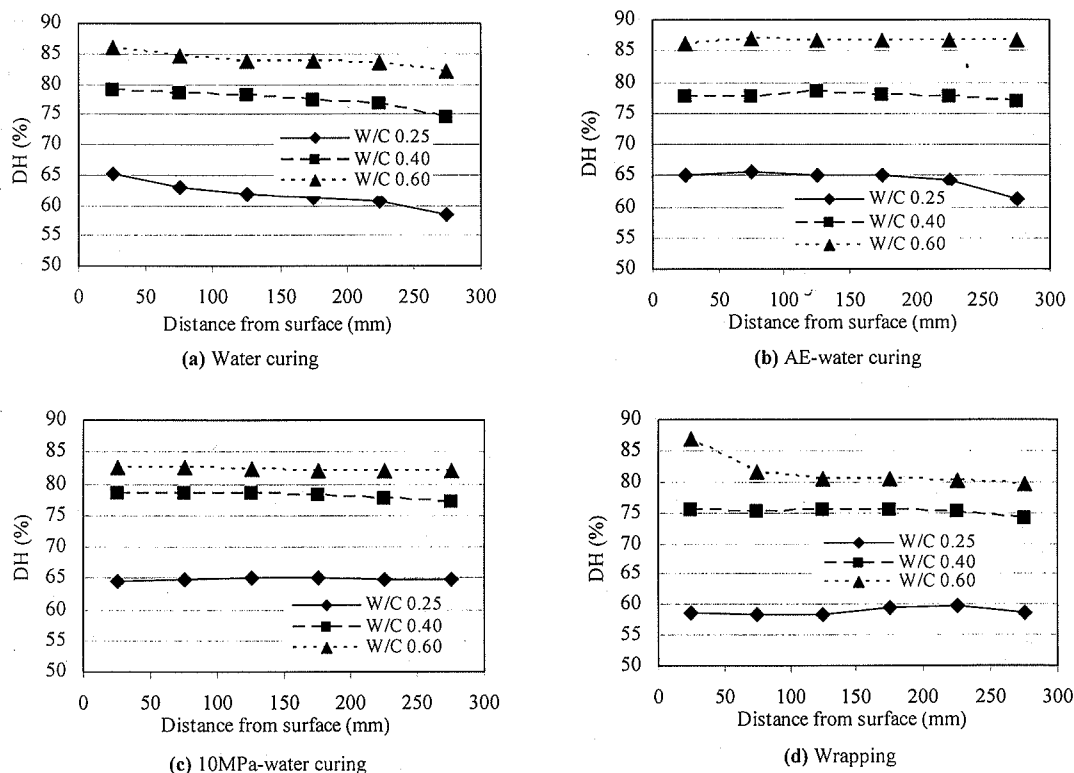 90
85
80
75
70
65
60
55
50
DH (%)
W/C 0.25
W/C 0.40
W/C 0.60
0 50 100 150 200 250 300
Distance from surface (mm)
(a) Water curing
90
85
80
75
70
65
60
55
50
DH (%)
W/C 0.25
W/C 0.40
W/C 0.60
0 50 100 150 200 250 300
Distance from surface (mm)
(b) AE-water curing
90
85
80
75
70
65
60
55
50
DH (%)
W/C 0.25
W/C 0.40
W/C 0.60
0 50 100 150 200 250 300
Distance from surface (mm)
(c) 10MPa-water curing
90
85
80
75
70
65
60
55
50
DH (%)
W/C 0.25
W/C 0.40
W/C 0.60
0 50 100 150 200 250 300
Distance from surface (mm)
(d) Wrapping